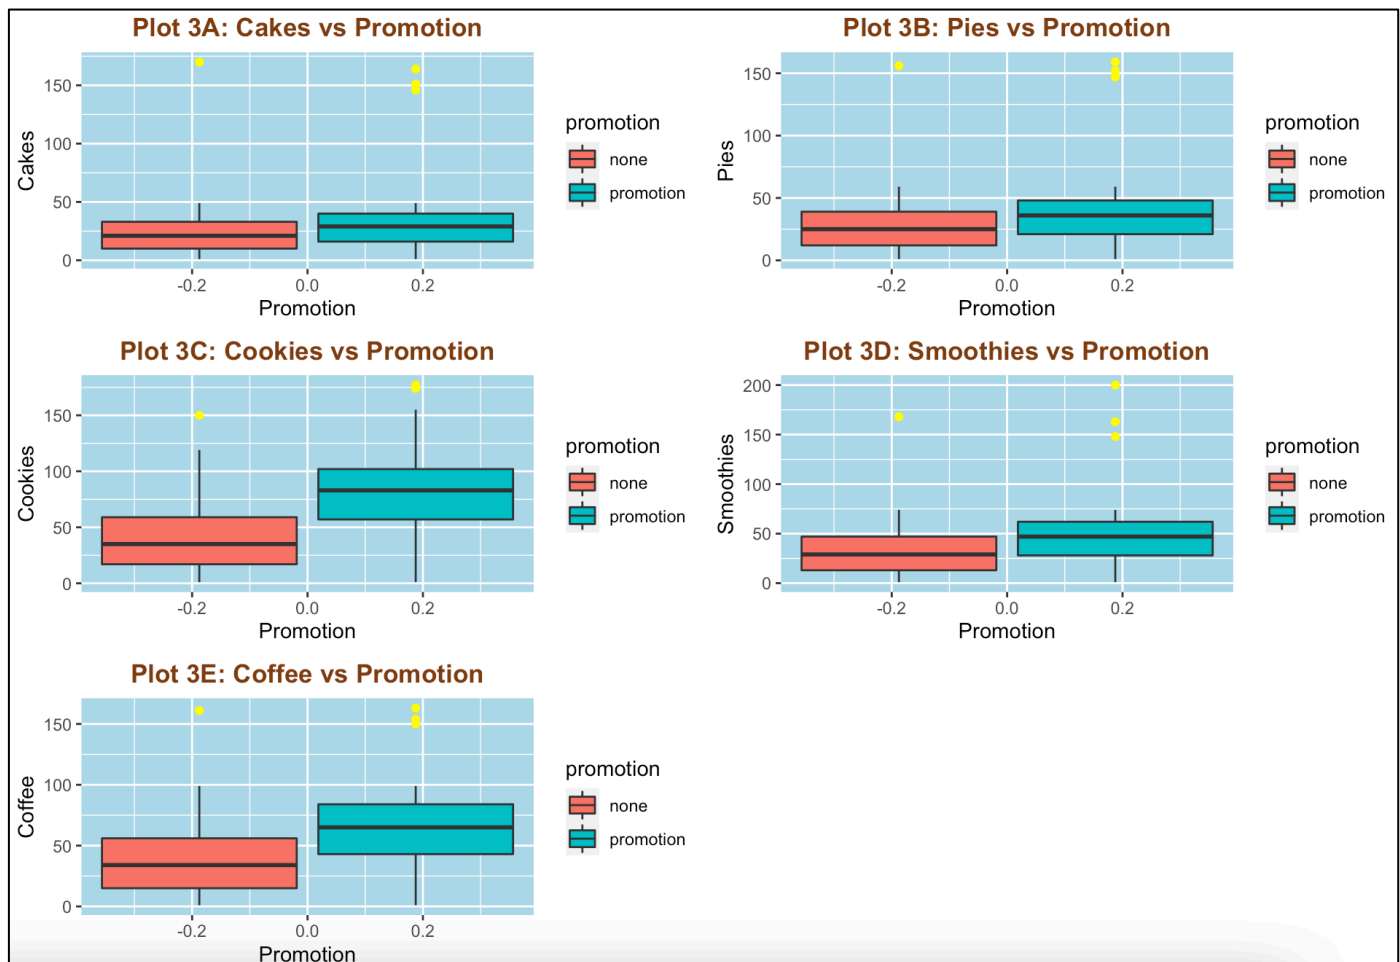 Plot 3A: Cakes vs Promotion
Cakes
150
100
50
0
-0.2 0.0 0.2
Promotion
promotion
none
promotion
Plot 3B: Pies vs Promotion
Pies
150
100
50
0
-0.2 0.0 0.2
Promotion
promotion
none
promotion
Plot 3C: Cookies vs Promotion
Cookies
150
100
50
0
-0.2 0.0 0.2
Promotion
promotion
none
promotion
Plot 3D: Smoothies vs Promotion
Smoothies
200
150
100
50
0
-0.2 0.0 0.2
Promotion
promotion
none
promotion
Plot 3E: Coffee vs Promotion
Coffee
150
100
50
0
-0.2 0.0 0.2
Promotion
promotion
none
promotion